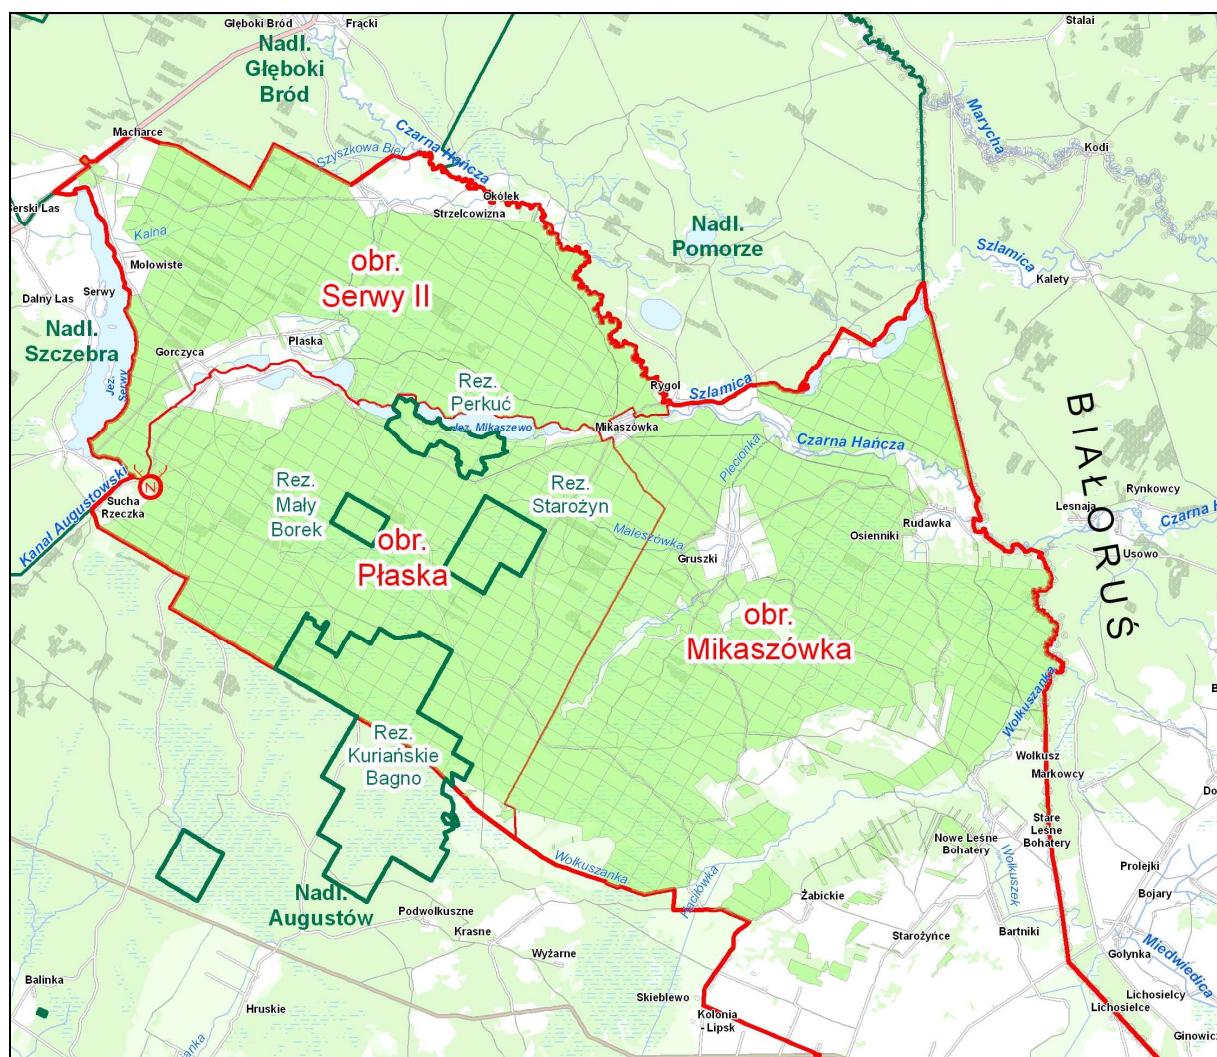 Głęboki Bród
Frącki
Stalai
Nadl.
Głęboki
Bród
Macharce
Czarna Hańcza
Szyszkowa Biel
Marycha
Kodi
Okółek
Strzelcowizna
Serski Las
Kalna
Mołowiste
obr.
Serwy II
Nadl.
Pomorze
Szlamica
Kalety
Dalny Las
Serwy
Nadl.
Szczebra
Jez.
Serwy
Gorczyca
Płaska
Rez.
Perkuć
Rygol
Szlamica
Jez. Mikaszewo
Mikaszówka
Czarna Hańcza
Plecionka
BIAŁORUŚ
Kanał Augustowski
N
Sucha
Rzeczka
Rez.
Mały
Borek
Rez.
Starożyn
Rynkowcy
Lesnaja
Czarna H
Usowo
Rudawka
Osienniki
Maleszówka
Gruszki
obr.
Płaska
obr.
Mikaszówka
Wołkuszanka
Rez.
Kuriańskie
Bagno
Wołkusz
Markowcy
Stare
Leśne
Bohatery
Nowe Leśne
Bohatery
Wołkuszek
Prolejki
Bojary
Wołkuszanka
Żabickie
Nadl.
Augustów
Podwołkuszne
Krasne
Wyżarne
Starożyńce
Bartniki
Gołynka
Miedwiedica
Balinka
Hruskie
Skieblewo
Kolonia
- Lipsk
Lichosielcy
Lichosielce
Ginowicz